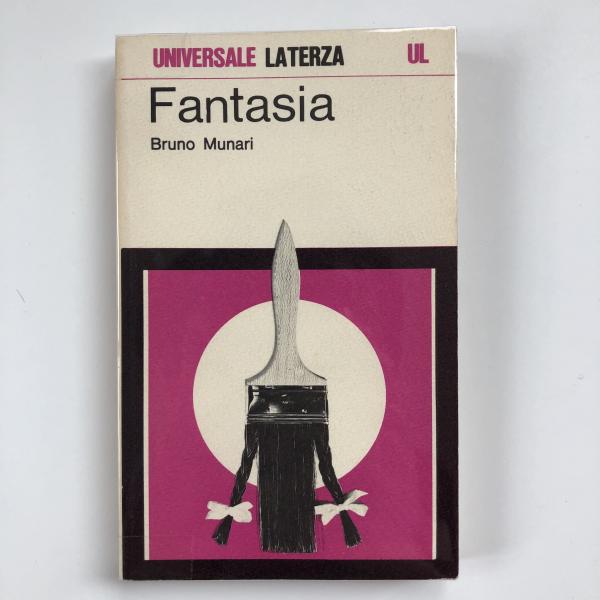 UNIVERSALE LATERZA UL
Fantasia
Bruno Munari